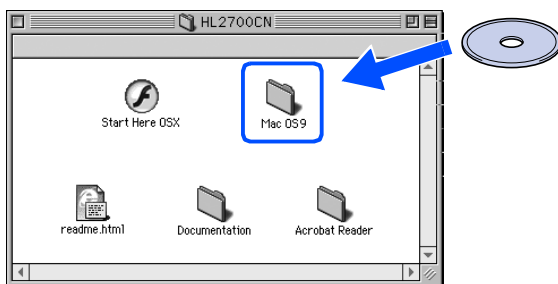 HL2700CN
Start Here OSX
Mac OS9
readme.html
Documentation
Acrobat Reader